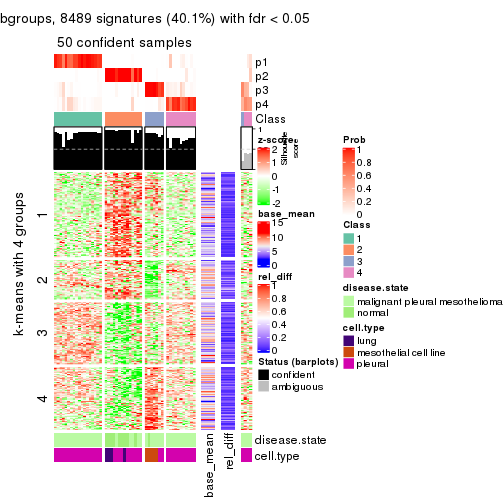 bgroups, 8489 signatures (40.1%) with fdr < 0.05
50 confident samples
p1
p2
p3
p4
Class
1
Silhouette
score
k-means with 4 groups
1
2
3
4
base_mean
rel_diff
disease.state
cell.type
z-score
2
1
0
-1
-2
base_mean
15
10
5
0
rel_diff
1
0.8
0.6
0.4
0.2
0
Status (barplots)
confident
ambiguous
Prob
1
0.8
0.6
0.4
0.2
0
Class
1
2
3
4
disease.state
malignant pleural mesothelioma
normal
cell.type
lung
mesothelial cell line
pleural